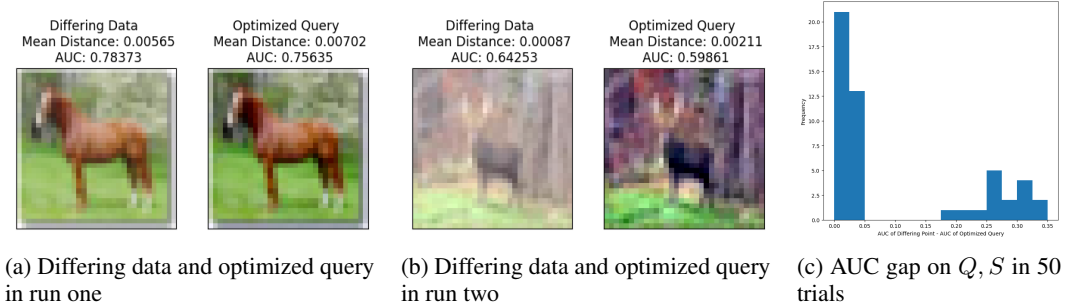 Differing Data
Mean Distance: 0.00565
AUC: 0.78373
Optimized Query
Mean Distance: 0.00702
AUC: 0.75635
(a) Differing data and optimized query
in run one
Differing Data
Mean Distance: 0.00087
AUC: 0.64253
Optimized Query
Mean Distance: 0.00211
AUC: 0.59861
(b) Differing data and optimized query
in run two
Frequency
20.0
17.5
15.0
12.5
10.0
7.5
5.0
2.5
0.0
0.00 0.05 0.10 0.15 0.20 0.25 0.30 0.35
AUC of Differing Point - AUC of Optimized Query
(c) AUC gap on Q, S in 50
trials